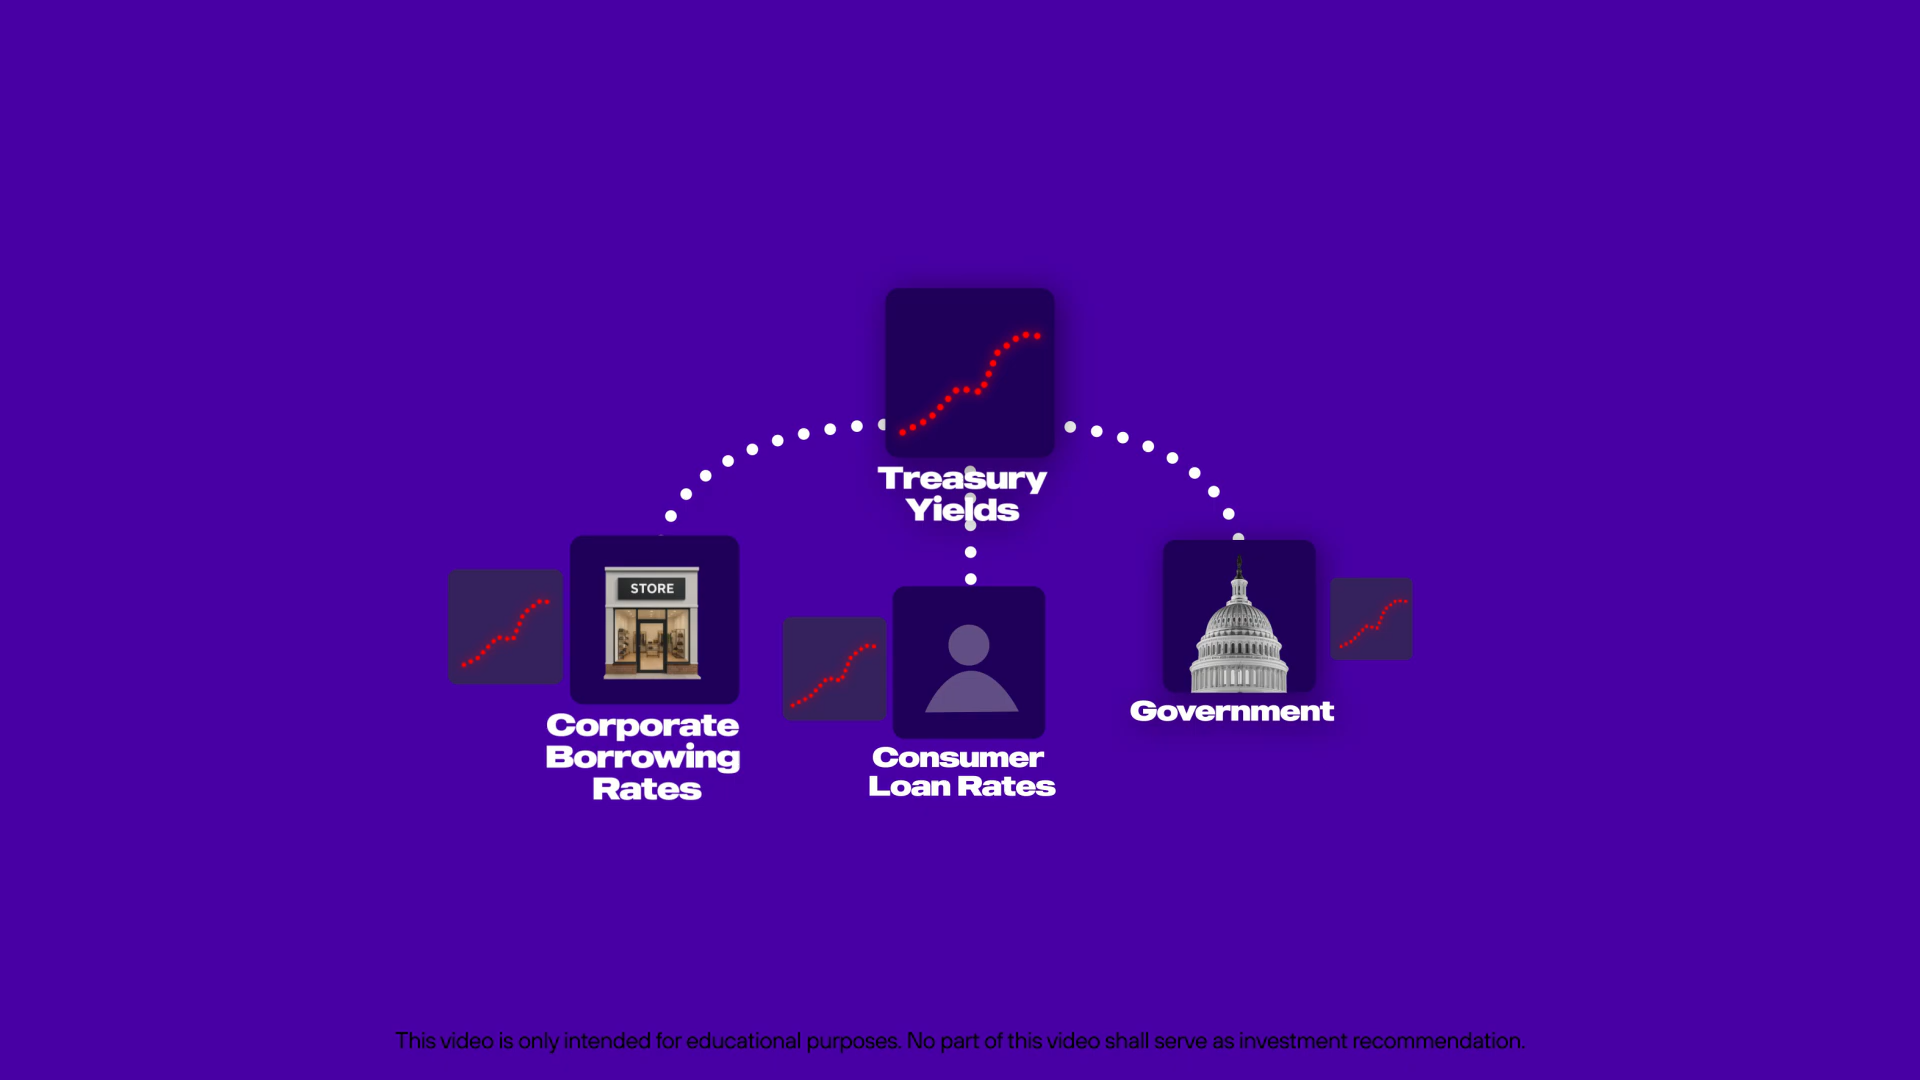 Treasury
Yields
STORE
Corporate
Borrowing
Rates
Consumer
Loan Rates
Government
This video is only intended for educational purposes. No part of this video shall serve as investment recommendation.